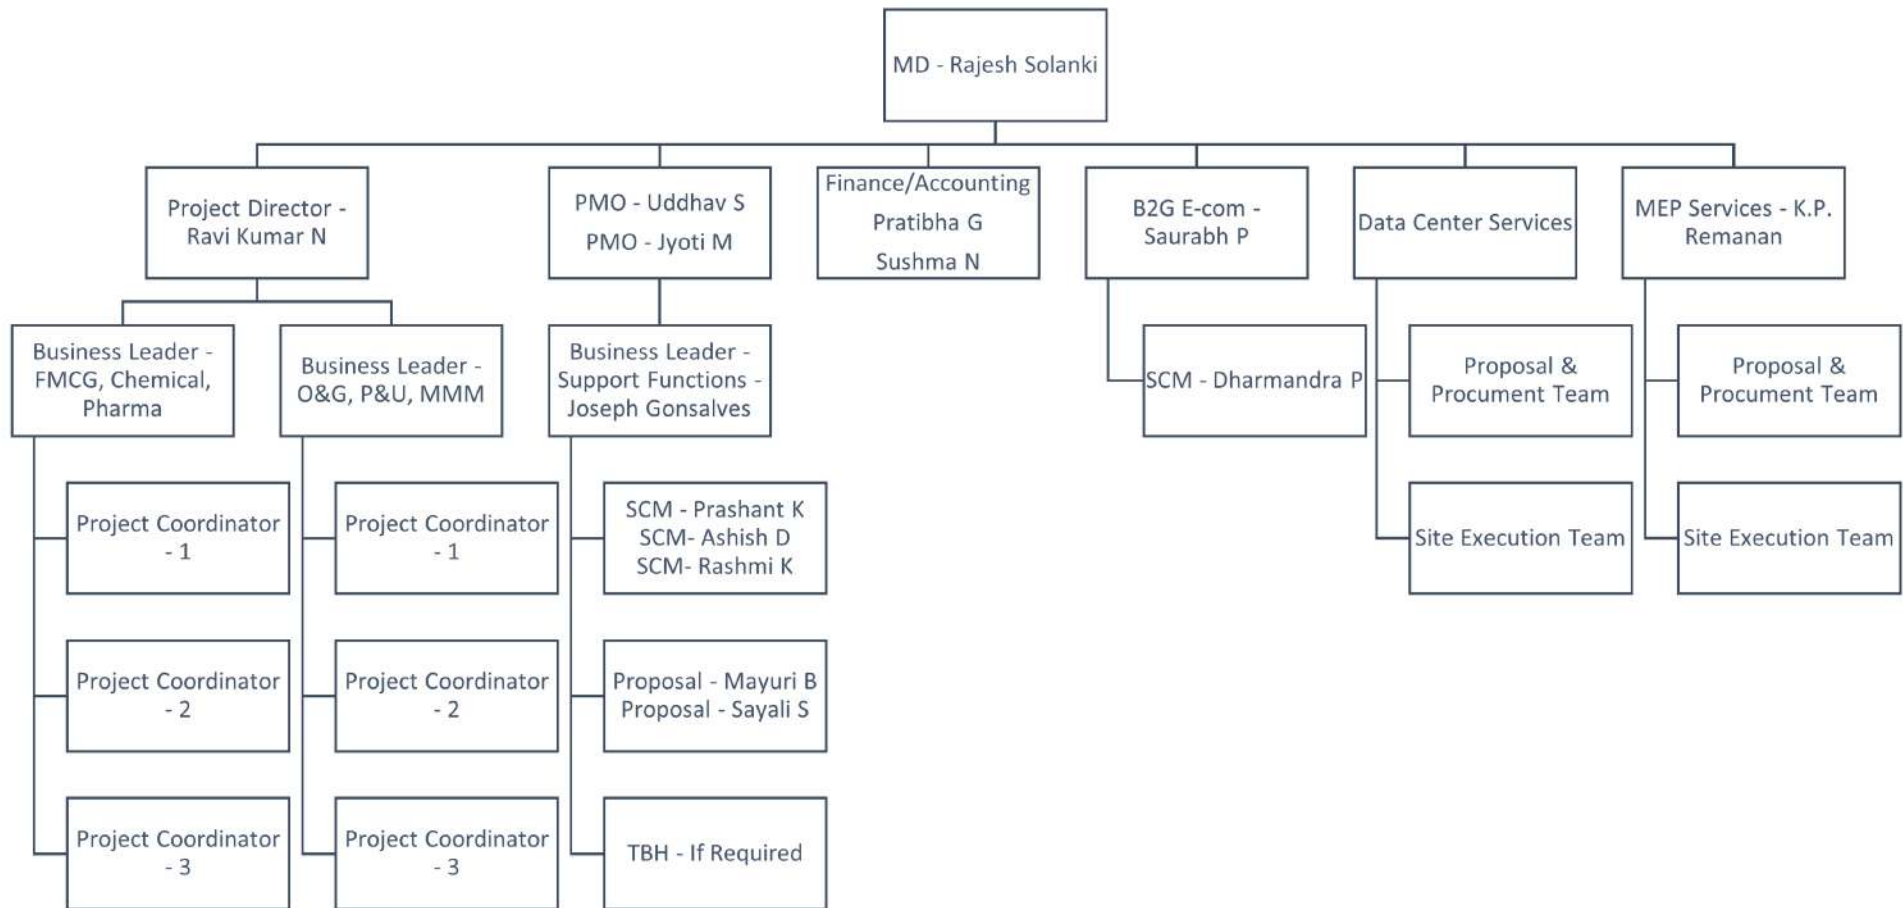 MD - Rajesh Solanki
Project Director -
Ravi Kumar N
PMO - Uddhav S
PMO - Jyoti M
Finance/Accounting
Pratibha G
Sushma N
B2G E-com -
Saurabh P
Data Center Services
MEP Services - K.P.
Remanan
Business Leader -
FMCG, Chemical,
Pharma
Business Leader -
O&G, P&U, MMM
Business Leader -
Support Functions -
Joseph Gonsalves
SCM - Dharmandra P
Proposal &
Procument Team
Proposal &
Procument Team
Project Coordinator
- 1
Project Coordinator
- 1
SCM - Prashant K
SCM- Ashish D
SCM- Rashmi K
Site Execution Team
Site Execution Team
Project Coordinator
- 2
Project Coordinator
- 2
Proposal - Mayuri B
Proposal - Sayali S
Project Coordinator
- 3
Project Coordinator
- 3
TBH - If Required